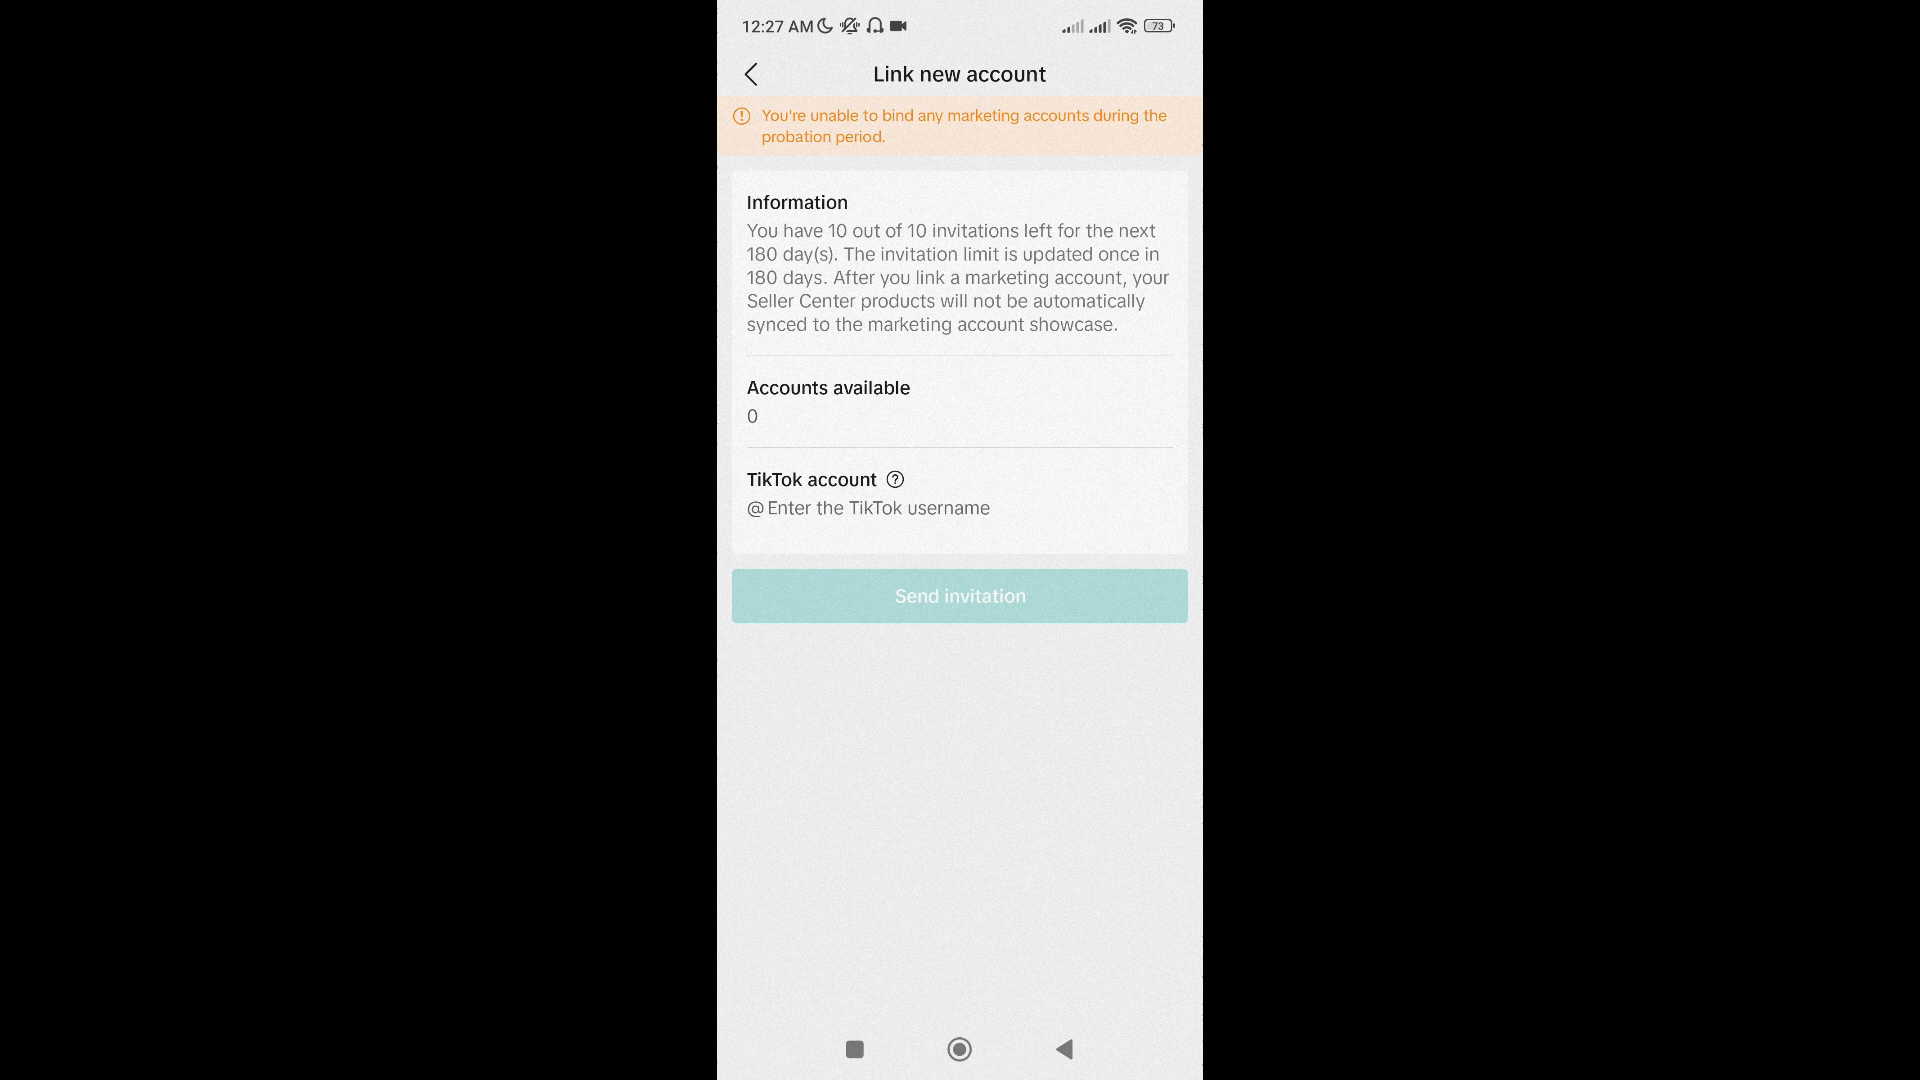 12:27 AM
73
Link new account
You're unable to bind any marketing accounts during the
probation period.
Information
You have 10 out of 10 invitations left for the next
180 day(s). The invitation limit is updated once in
180 days. After you link a marketing account, your
Seller Center products will not be automatically
synced to the marketing account showcase.
Accounts available
0
TikTok account
@ Enter the TikTok username
Send invitation